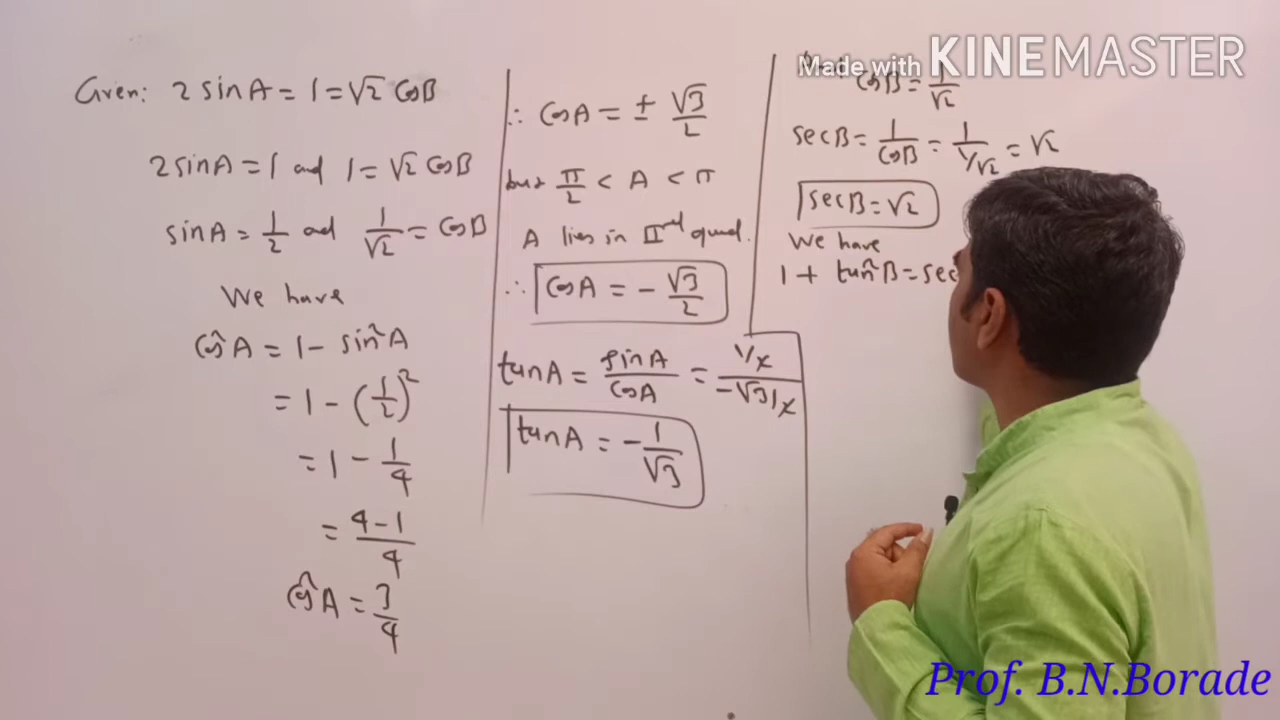 Given: 2 sinA = 1 = √2 cosB
2 sinA = 1 and 1 = √2 cosB
sinA = 1/2 and 1/√2 = cosB
We have
cos²A = 1 - sin²A
= 1 - (1/2)²
= 1 - 1/4
= 4-1/4
cos²A = 3/4
∴ cosA = ± √3/2
but π/2 < A < π
A lies in IInd quad.
∴ cosA = - √3/2
tanA = sinA/cosA = 1/2/-√3/2
tanA = - 1/√3
Made with KINEMASTER
cosB = 1/√2
secB = 1/cosB = 1/1/√2 = √2
secB = √2
We have
1 + tan²B = sec
Prof. B.N.Borade